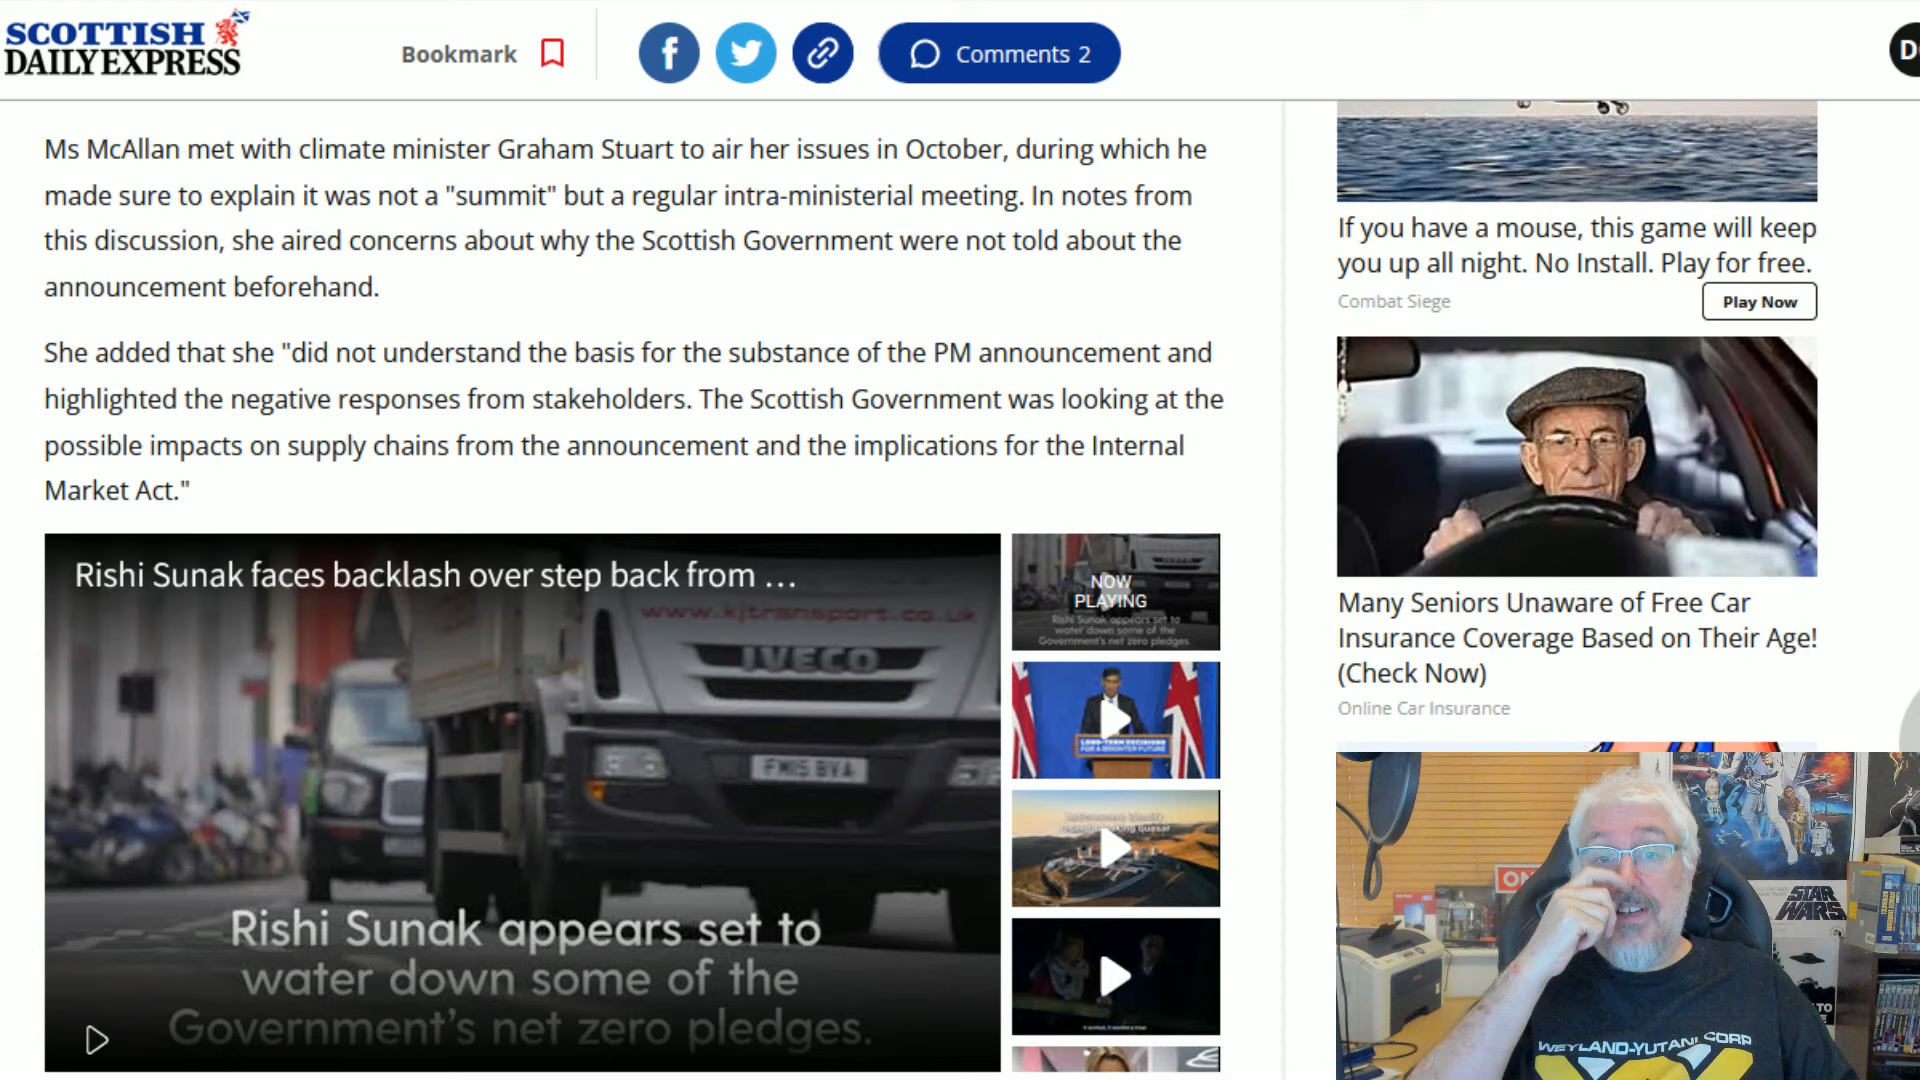 SCOTTISH
DAILY EXPRESS
Bookmark
f
Comments 2
D
Ms McAllan met with climate minister Graham Stuart to air her issues in October, during which he
made sure to explain it was not a "summit" but a regular intra-ministerial meeting. In notes from
this discussion, she aired concerns about why the Scottish Government were not told about the
announcement beforehand.
She added that she "did not understand the basis for the substance of the PM announcement and
highlighted the negative responses from stakeholders. The Scottish Government was looking at the
possible impacts on supply chains from the announcement and the implications for the Internal
Market Act."
Rishi Sunak faces backlash over step back from ...
www.kjtransport.co.uk
IVECO
Rishi Sunak appears set to
water down some of the
Government's net zero pledges.
NOW
PLAYING
Rishi Sunak appears set to
water down some of the
Government's net zero pledges.
LONG-TERM DECISIONS
FOR A BRIGHTER FUTURE
If you have a mouse, this game will keep
you up all night. No Install. Play for free.
Combat Siege
Play Now
Many Seniors Unaware of Free Car
Insurance Coverage Based on Their Age!
(Check Now)
Online Car Insurance
ON
STAR
WARS
TO
WEYLAND-YUTANI CORP